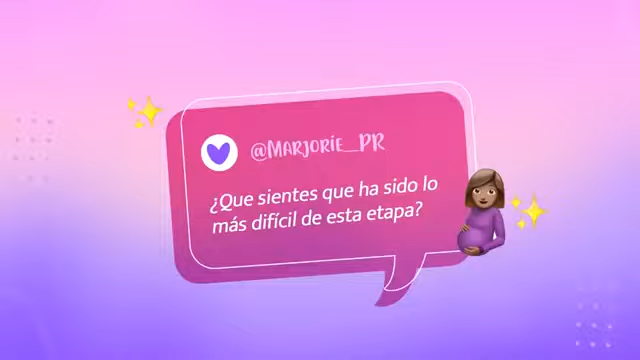 @Marjorie_PR
¿Que sientes que ha sido lo
más difícil de esta etapa?